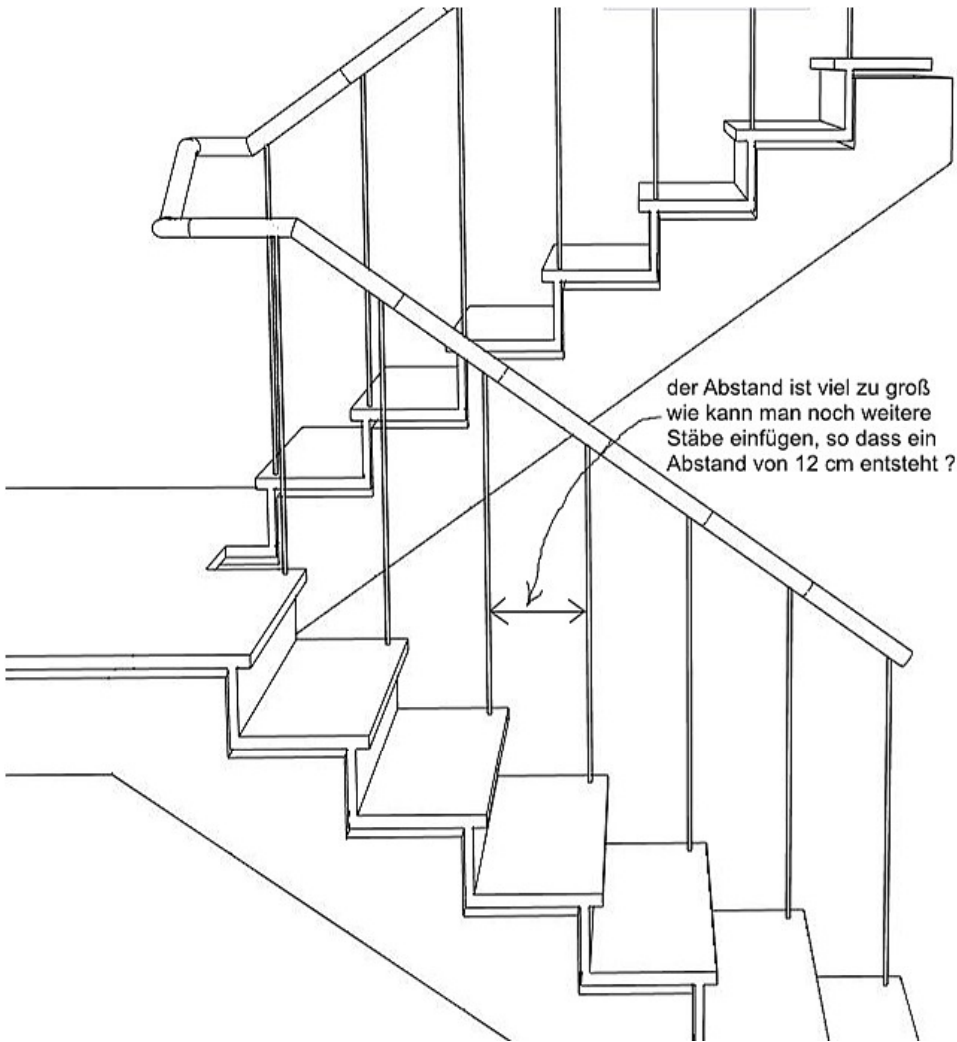 der Abstand ist viel zu groß
wie kann man noch weitere
Stäbe einfügen, so dass ein
Abstand von 12 cm entsteht ?